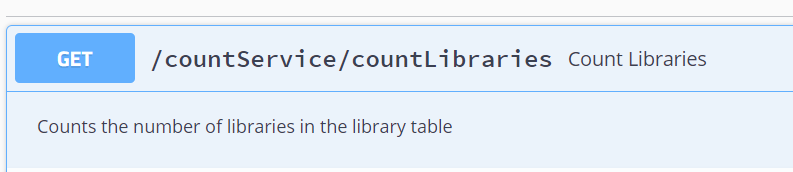 GET /countService/countLibraries Count Libraries
Counts the number of libraries in the library table